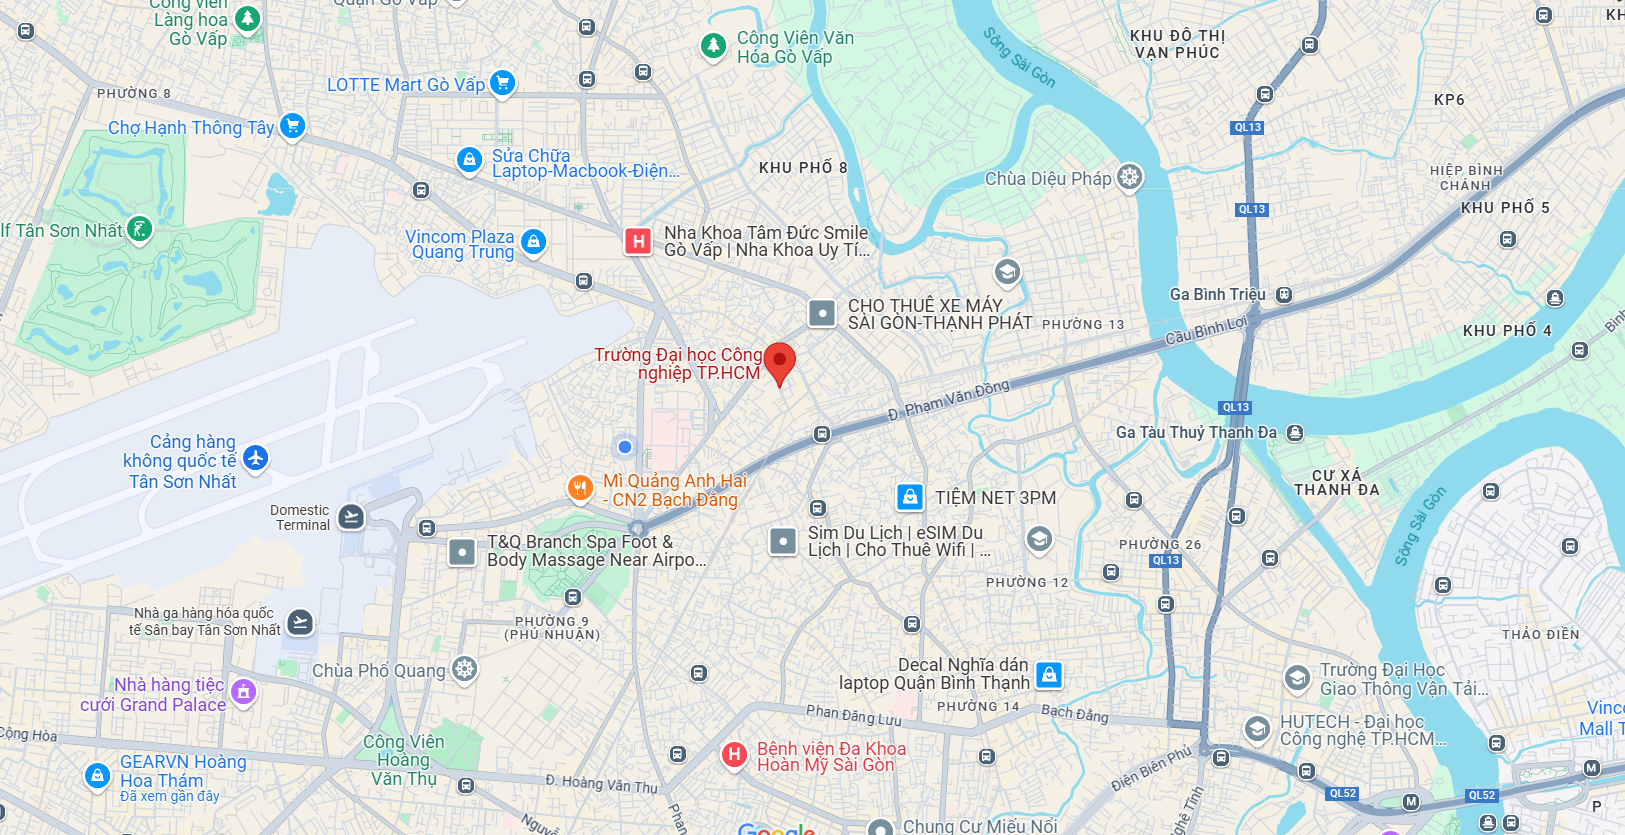 Công viên
Làng hoa
Gò Vấp
Quận Gò Vấp
Công Viên Văn
Hóa Gò Vấp
Sông Sài Gòn
KHU ĐÔ THỊ
VẠN PHÚC
LOTTE Mart Gò Vấp
PHƯỜNG 8
KP6
Chợ Hạnh Thông Tây
QL13
Sửa Chữa
Laptop-Macbook-Điện...
KHU PHỐ 8
Chùa Diệu Pháp
HIỆP BÌNH
CHÁNH
KHU PHỐ 5
QL13
lf Tân Sơn Nhất
Vincom Plaza
Quang Trung
Nha Khoa Tâm Đức Smile
Gò Vấp | Nha Khoa Uy Tí...
Ga Bình Triệu
CHO THUÊ XE MÁY
SÀI GÒN-THẠNH PHÁT
PHƯỜNG 13
Cầu Bình Lợi
KHU PHỐ 4
Trường Đại học Công
nghiệp TP.HCM
Đ. Phạm Văn Đồng
QL13
Ga Tàu Thuỷ Thanh Đa
Cảng hàng
không quốc tế
Tân Sơn Nhất
CƯ XÁ
THANH ĐA
Mì Quảng Anh Hai
- CN2 Bạch Đằng
TIỆM NET 3PM
Sông Sài Gòn
Domestic
Terminal
T&Q Branch Spa Foot &
Body Massage Near Airpo...
Sim Du Lịch | eSIM Du
Lịch | Cho Thuê Wifi | ...
PHƯỜNG 26
QL13
PHƯỜNG 12
Nhà ga hàng hóa quốc
tế Sân bay Tân Sơn Nhất
PHƯỜNG 9
(PHÚ NHUẬN)
THẢO ĐIỀN
Chùa Phổ Quang
Decal Nghĩa dán
laptop Quận Bình Thạnh
Trường Đại Học
Giao Thông Vận Tải...
Nhà hàng tiệc
cưới Grand Palace
PHƯỜNG 14
Phan Đăng Lưu
Bạch Đằng
HUTECH - Đại học
Công nghệ TP.HCM...
Cộng Hòa
Công Viên
Hoàng
Văn Thụ
Bệnh viện Đa Khoa
Hoàn Mỹ Sài Gòn
Điện Biên Phủ
GEARVN Hoàng
Hoa Thám
Đã xem gần đây
Đ. Hoàng Văn Thụ
QL52
QL52
Phan
Chung Cư Miếu Nổi
Google